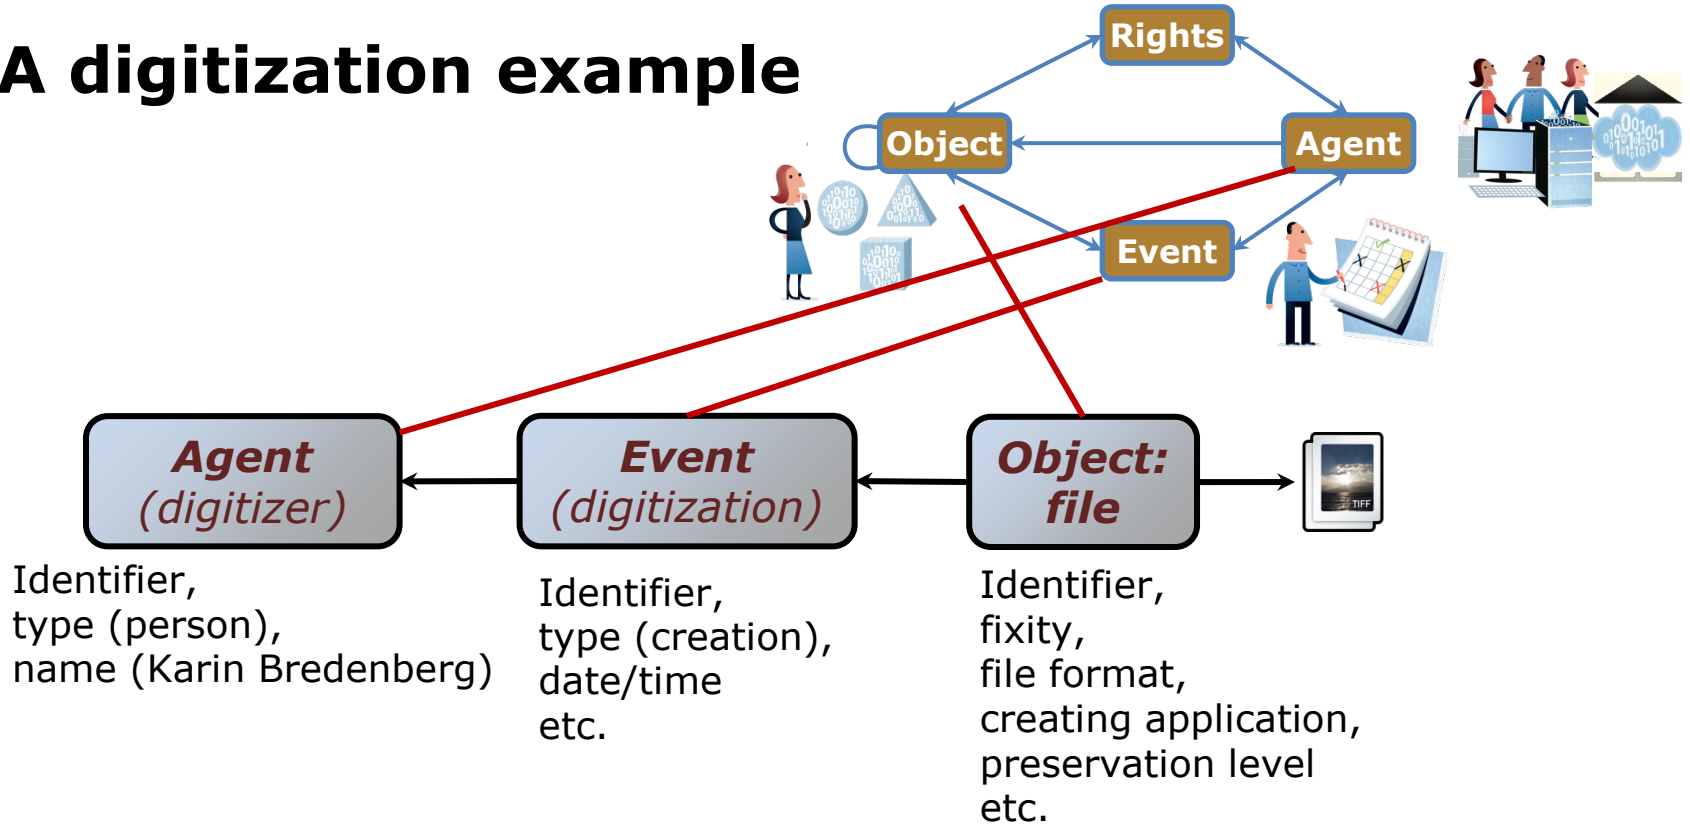 A digitization example
Rights
Object
Agent
Event
Agent
(digitizer)
Event
(digitization)
Object:
file
TIFF
Identifier,
type (person),
name (Karin Bredenberg)
Identifier,
type (creation),
date/time
etc.
Identifier,
fixity,
file format,
creating application,
preservation level
etc.